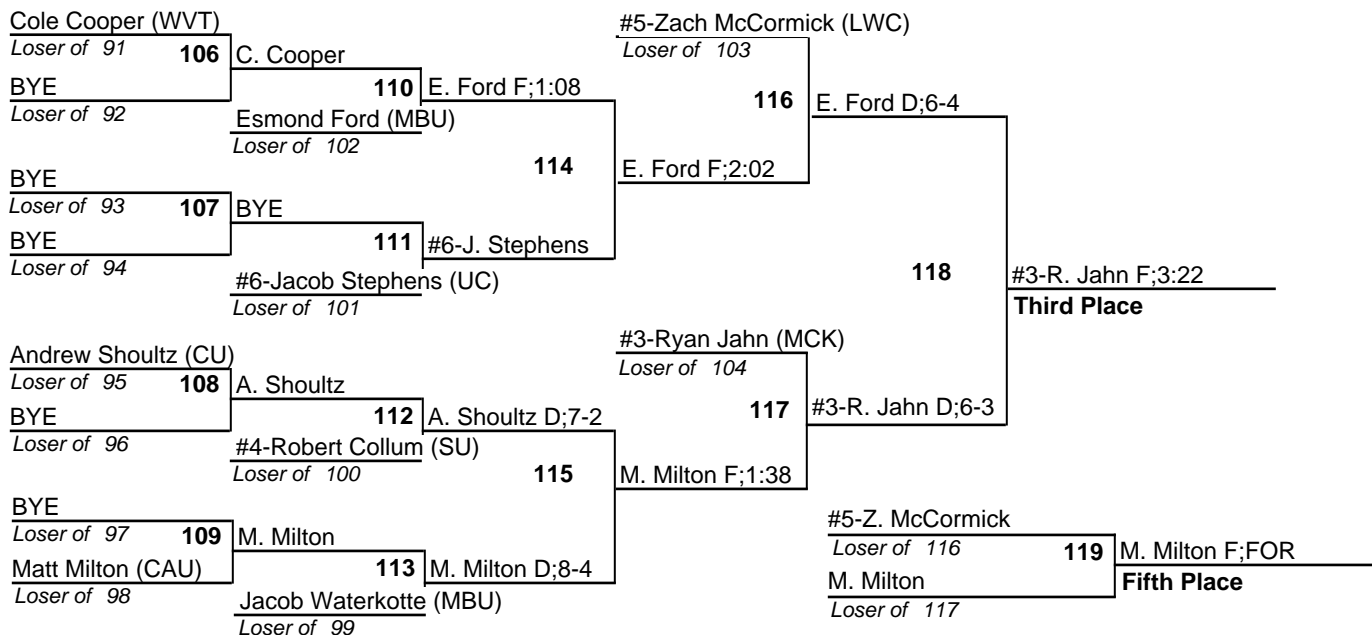 Cole Cooper (WVT)
Loser of 91
106
C. Cooper
BYE
Loser of 92
110
E. Ford F;1:08
Esmond Ford (MBU)
Loser of 102
114
E. Ford F;2:02
BYE
Loser of 93
107
BYE
BYE
Loser of 94
111
#6-J. Stephens
#6-Jacob Stephens (UC)
Loser of 101
#5-Zach McCormick (LWC)
Loser of 103
116
E. Ford D;6-4
118
#3-R. Jahn F;3:22
Third Place
Andrew Shoultz (CU)
Loser of 95
108
A. Shoultz
BYE
Loser of 96
112
A. Shoultz D;7-2
#4-Robert Collum (SU)
Loser of 100
115
M. Milton F;1:38
BYE
Loser of 97
109
M. Milton
Matt Milton (CAU)
Loser of 98
113
M. Milton D;8-4
Jacob Waterkotte (MBU)
Loser of 99
#3-Ryan Jahn (MCK)
Loser of 104
117
#3-R. Jahn D;6-3
#5-Z. McCormick
Loser of 116
119
M. Milton F;FOR
Fifth Place
M. Milton
Loser of 117